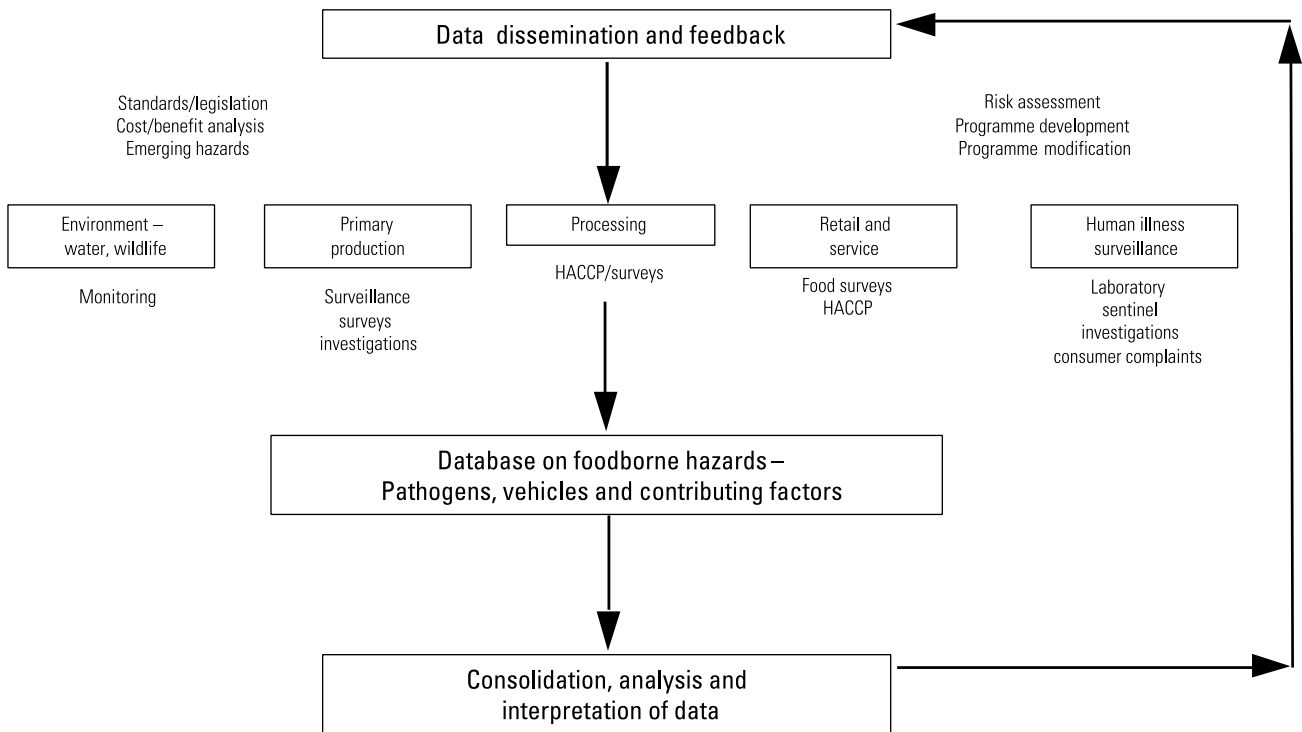 Data dissemination and feedback
Standards/legislation
Cost/benefit analysis
Emerging hazards
Risk assessment
Programme development
Programme modification
Environment –
water, wildlife
Monitoring
Primary
production
Surveillance
surveys
investigations
Processing
HACCP/surveys
Retail and
service
Food surveys
HACCP
Human illness
surveillance
Laboratory
sentinel
investigations
consumer complaints
Database on foodborne hazards –
Pathogens, vehicles and contributing factors
Consolidation, analysis and
interpretation of data